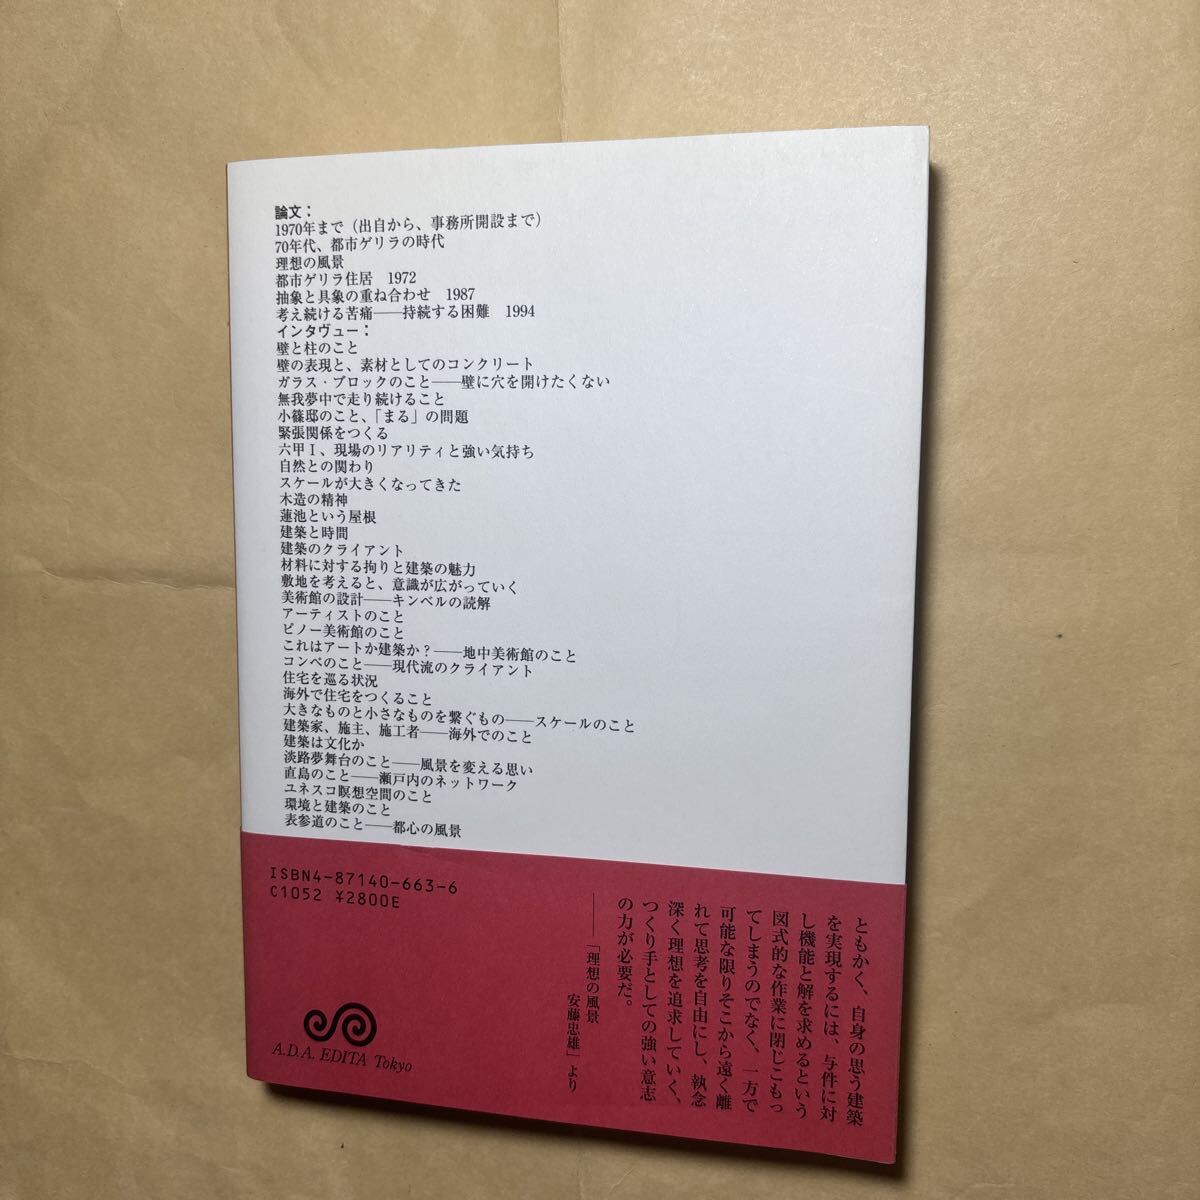 論文：
1970年まで（出自から、事務所開設まで）
70年代、都市ゲリラの時代
理想の風景
都市ゲリラ住居　1972
抽象と具象の重ね合わせ　1987
考え続ける苦痛──持続する困難　1994
インタヴュー：
壁と柱のこと
壁の表現と、素材としてのコンクリート
ガラス・ブロックのこと──壁に穴を開けたくない
無我夢中で走り続けること
小篠邸のこと、「まる」の問題
緊張関係をつくる
六甲Ⅰ、現場のリアリティと強い気持ち
自然との関わり
スケールが大きくなってきた
木造の精神
蓮池という屋根
建築と時間
建築のクライアント
材料に対する拘りと建築の魅力
敷地を考えると、意識が広がっていく
美術館の設計──キンベルの読解
アーティストのこと
ピノー美術館のこと
これはアートか建築か？──地中美術館のこと
コンペのこと──現代流のクライアント
住宅を巡る状況
海外で住宅をつくること
大きなものと小さなものを繋ぐもの──スケールのこと
建築家、施主、施工者──海外でのこと
建築は文化か
淡路夢舞台のこと──風景を変える思い
直島のこと──瀬戸内のネットワーク
ユネスコ瞑想空間のこと
環境と建築のこと
表参道のこと──都心の風景
ISBN4-87140-663-6
C1052 ¥2800E
ともかく、自身の思う建築
を実現するには、与件に対
し機能と解を求めるという
図式的な作業に閉じこもっ
てしまうのでなく、一方で
可能な限りそこから遠く離
れて思考を自由にし、執念
深く理想を追求していく、
つくり手としての強い意志
の力が必要だ。
──「理想の風景
安藤忠雄」より
A.D.A. EDITA Tokyo